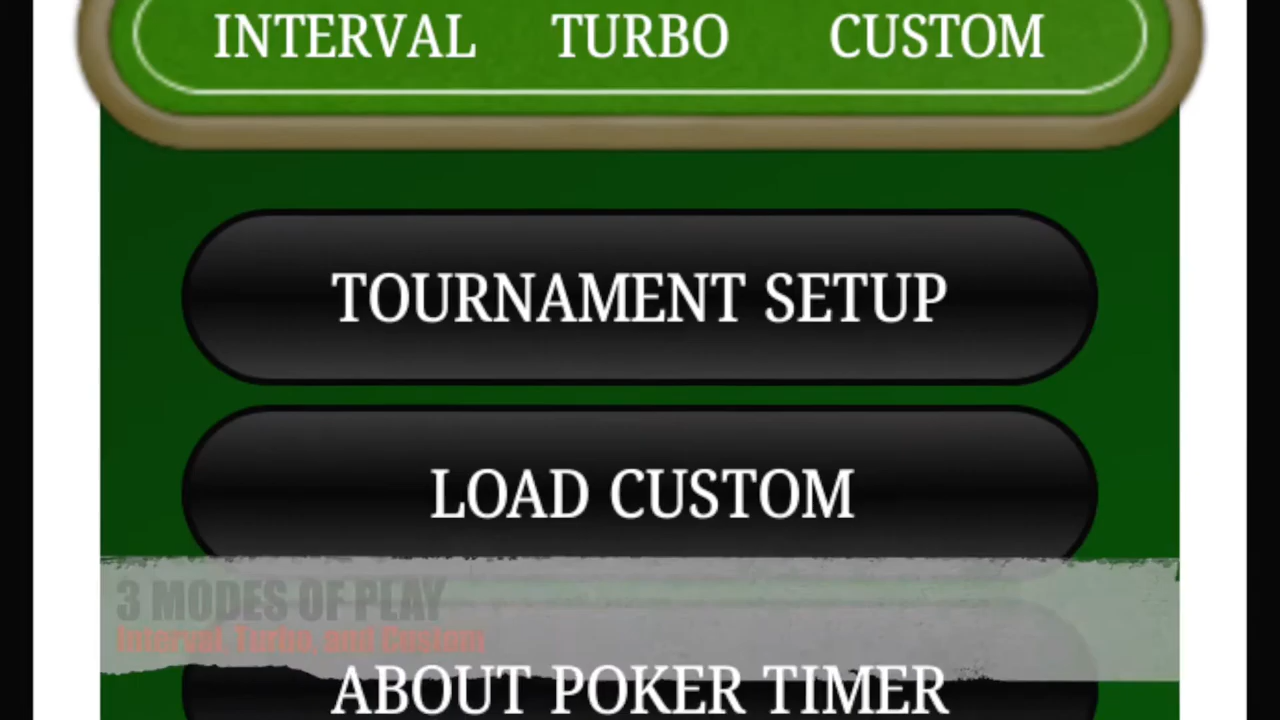 INTERVAL TURBO CUSTOM
TOURNAMENT SETUP
LOAD CUSTOM
3 MODES OF PLAY
Interval, Turbo, and Custom
ABOUT POKER TIMER